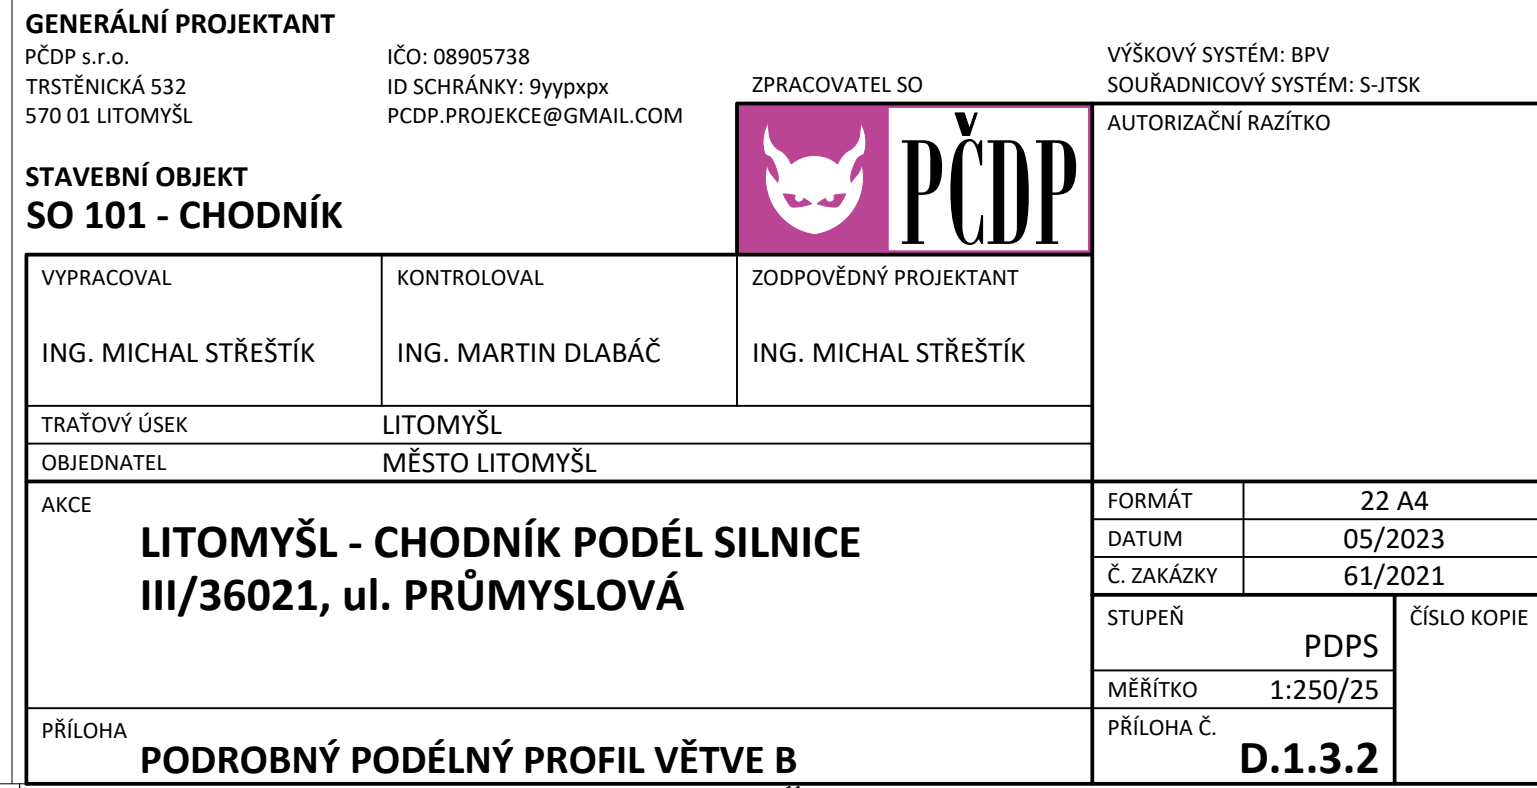 GENERÁLNÍ PROJEKTANT
PČDP s.r.o.
TRSTĚNICKÁ 532
570 01 LITOMYŠL
IČO: 08905738
ID SCHRÁNKY: 9yypxpx
PCDP.PROJEKCE@GMAIL.COM
ZPRACOVATEL SO
VÝŠKOVÝ SYSTÉM: BPV
SOUŘADNICOVÝ SYSTÉM: S-JTSK
STAVEBNÍ OBJEKT
SO 101 - CHODNÍK
PČDP
AUTORIZAČNÍ RAZÍTKO
VYPRACOVAL
ING. MICHAL STŘEŠTÍK
KONTROLOVAL
ING. MARTIN DLABÁČ
ZODPOVĚDNÝ PROJEKTANT
ING. MICHAL STŘEŠTÍK
TRAŤOVÝ ÚSEK LITOMYŠL
OBJEDNATEL MĚSTO LITOMYŠL
AKCE
LITOMYŠL - CHODNÍK PODÉL SILNICE
III/36021, ul. PRŮMYSLOVÁ
FORMÁT 22 A4
DATUM 05/2023
Č. ZAKÁZKY 61/2021
STUPEŇ
PDPS
ČÍSLO KOPIE
MĚŘÍTKO 1:250/25
PŘÍLOHA
PODROBNÝ PODÉLNÝ PROFIL VĚTVE B
PŘÍLOHA Č.
D.1.3.2